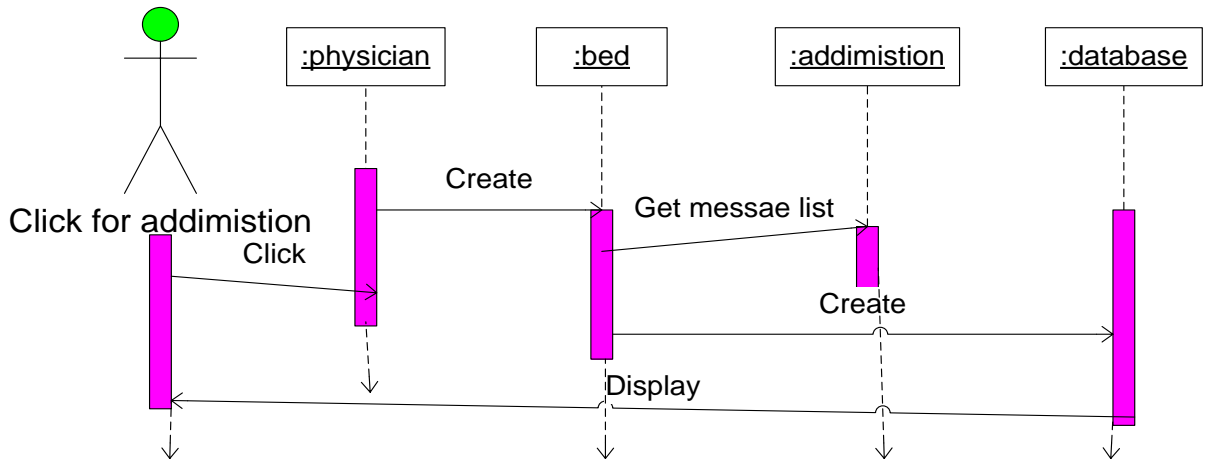 :physician
:bed
:addimistion
:database
Create
Get messae list
Click for addimistion
Click
Create
Display